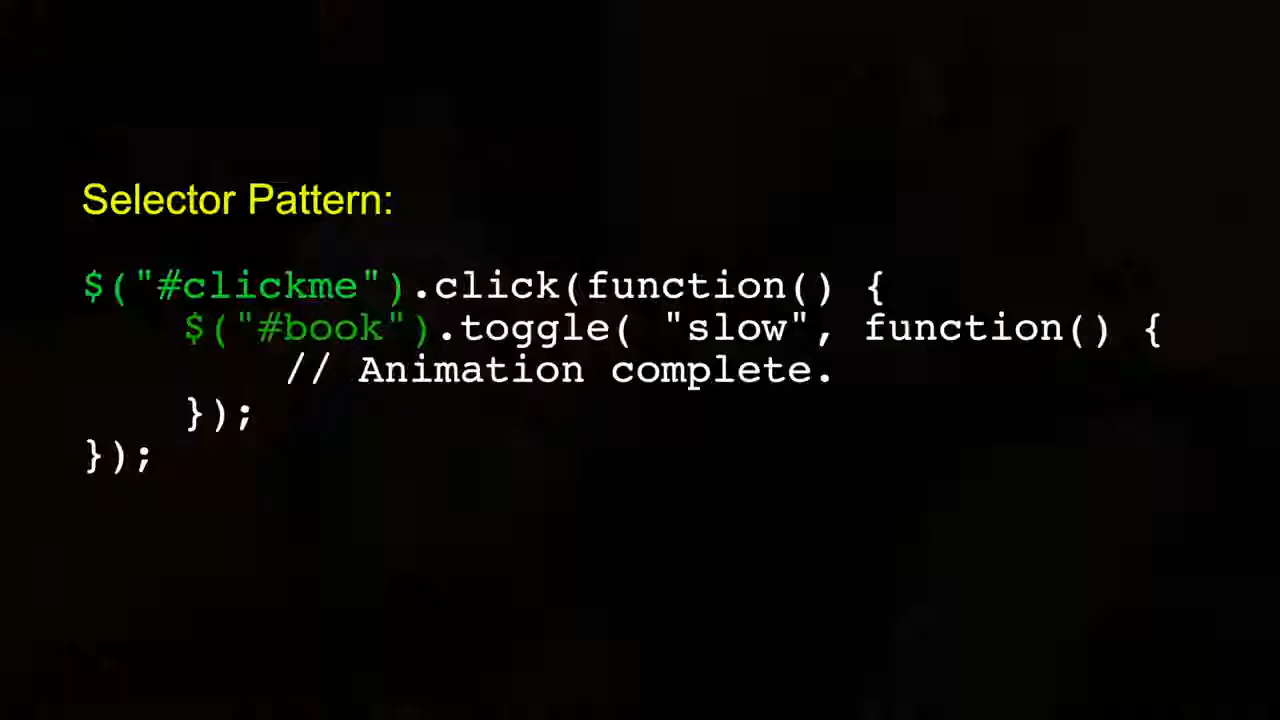 Selector Pattern:
$("#clickme").click(function() {
    $("#book").toggle( "slow", function() {
        // Animation complete.
    });
});